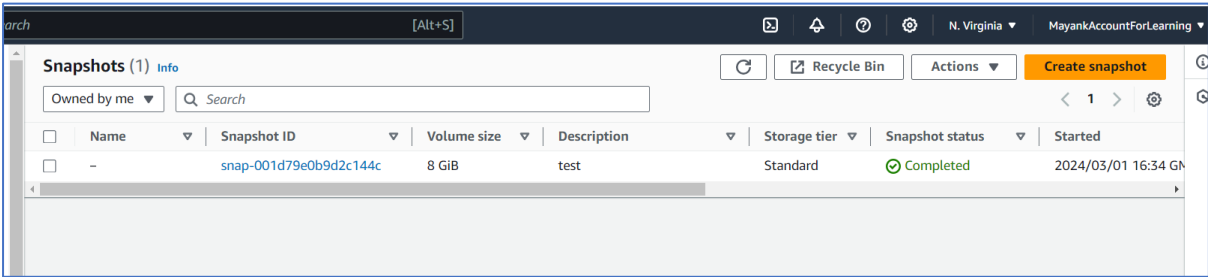 arch [Alt+S] N. Virginia ▼ MayankAccountForLearning ▼
Snapshots (1) Info Recycle Bin Actions ▼ Create snapshot
Owned by me ▼ Search < 1 >
Name Snapshot ID Volume size Description Storage tier Snapshot status Started
– snap-001d79e0b9d2c144c 8 GiB test Standard Completed 2024/03/01 16:34 GM